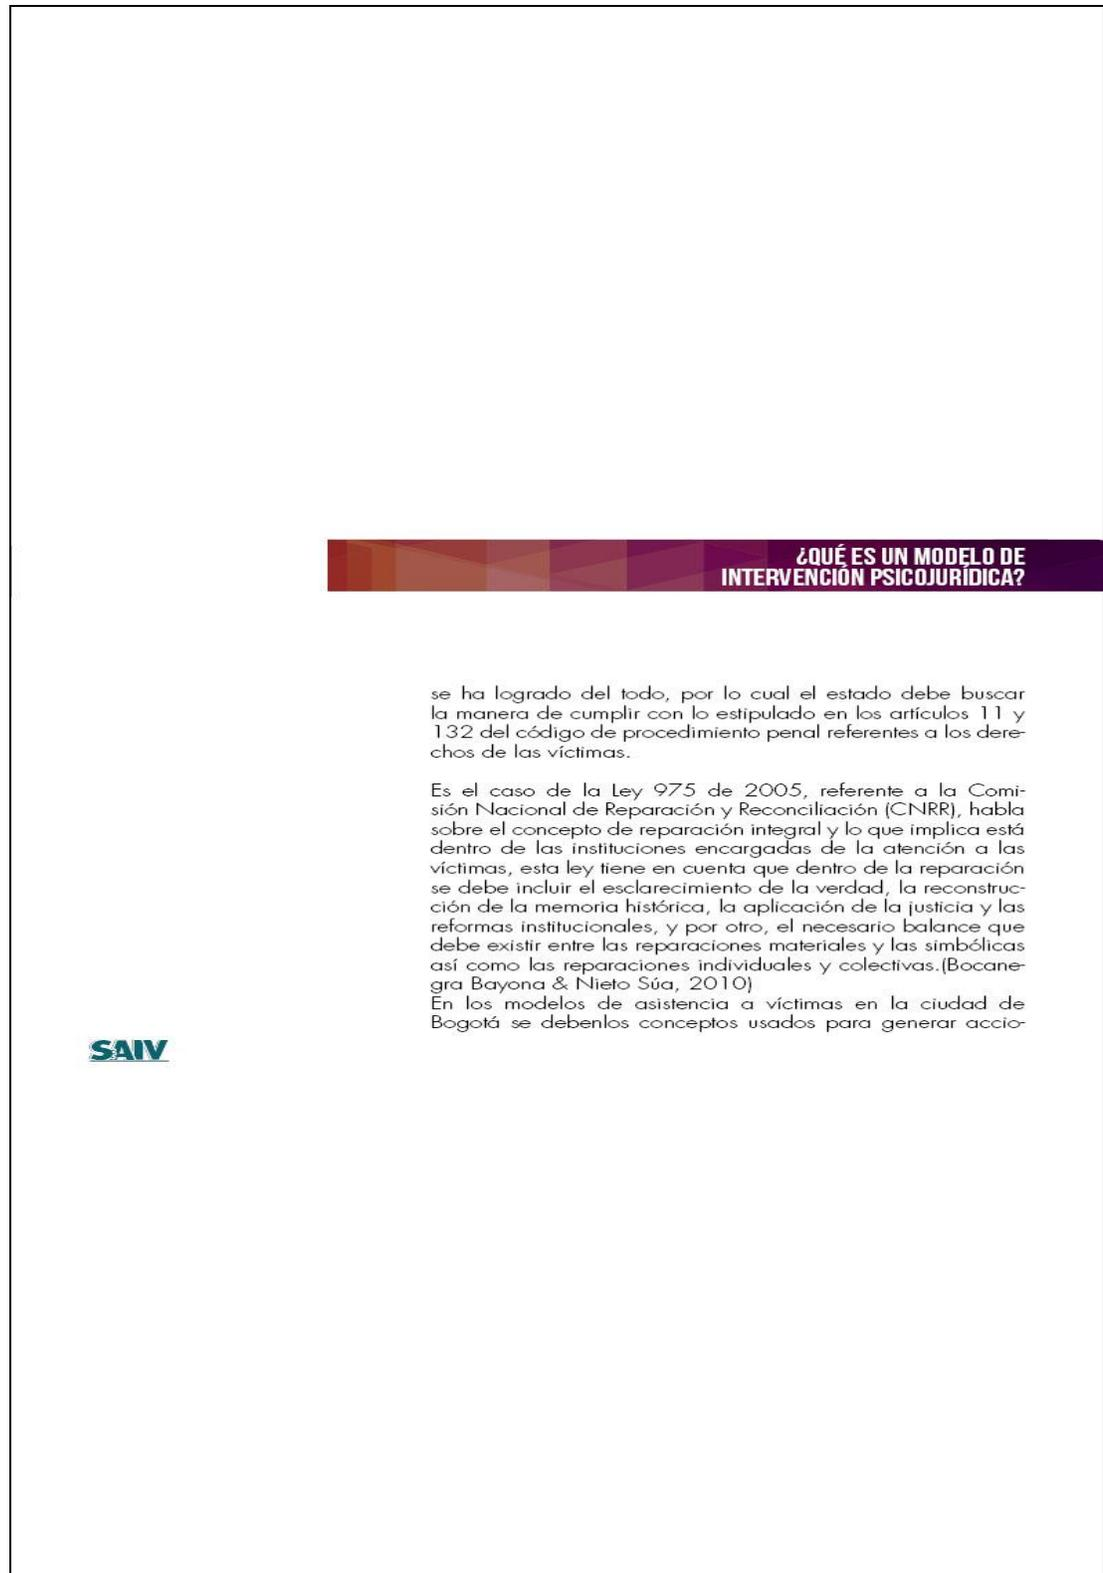 ¿QUÉ ES UN MODELO DE
INTERVENCIÓN PSICOJURÍDICA?
se ha logrado del todo, por lo cual el estado debe buscar
la manera de cumplir con lo estipulado en los artículos 11 y
132 del código de procedimiento penal referentes a los dere-
chos de las víctimas.
Es el caso de la Ley 975 de 2005, referente a la Comi-
sión Nacional de Reparación y Reconciliación (CNRR), habla
sobre el concepto de reparación integral y lo que implica está
dentro de las instituciones encargadas de la atención a las
víctimas, esta ley tiene en cuenta que dentro de la reparación
se debe incluir el esclarecimiento de la verdad, la reconstruc-
ción de la memoria histórica, la aplicación de la justicia y las
reformas institucionales, y por otro, el necesario balance que
debe existir entre las reparaciones materiales y las simbólicas
así como las reparaciones individuales y colectivas.(Bocane-
gra Bayona & Nieto Súa, 2010)
En los modelos de asistencia a víctimas en la ciudad de
Bogotá se debenlos conceptos usados para generar accio-
SAIV